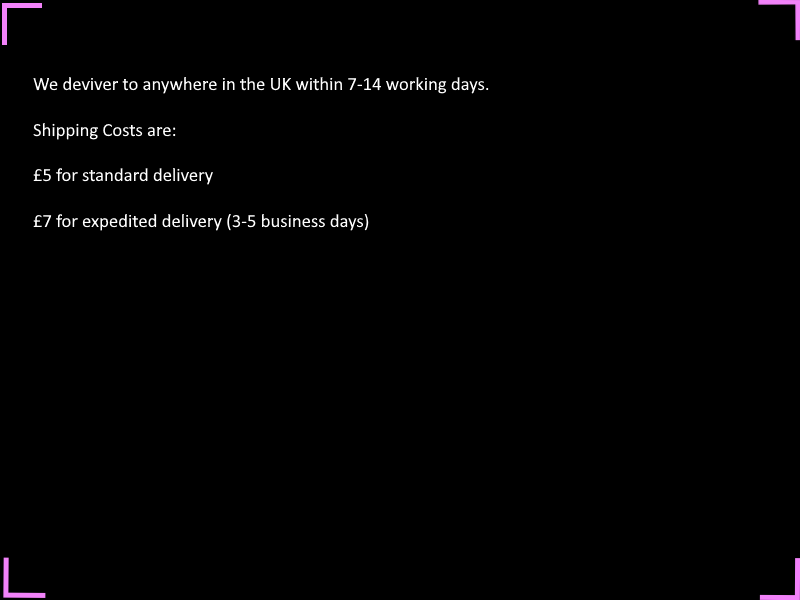 We deviver to anywhere in the UK within 7-14 working days.
Shipping Costs are:
£5 for standard delivery
£7 for expedited delivery (3-5 business days)